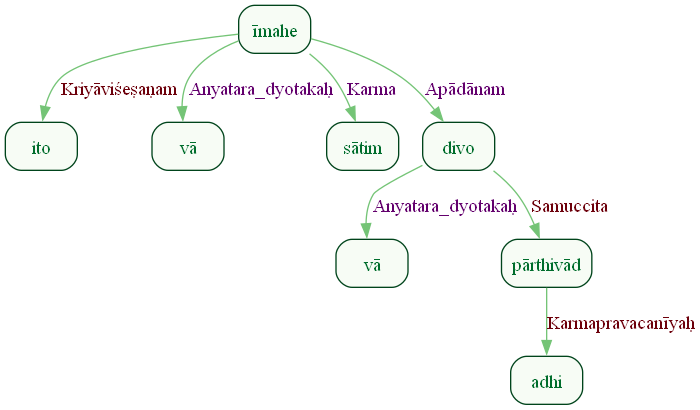 īmahe
Kriyāviśeṣaṇam Anyatara_dyotakaḥ Karma Apādānam
ito vā sātim divo
Anyatara_dyotakaḥ Samuccita
vā pārthivād
Karmapravacanīyaḥ
adhi